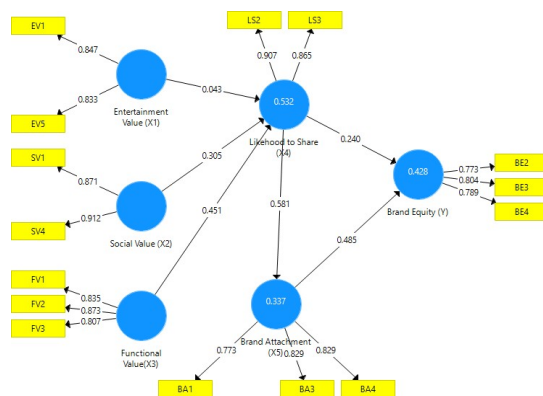 EV1
LS2
LS3
0.847
0.907
0.865
0.833
0.043
0.532
EV5
Entertainment
Value (X1)
Likehood to Share
(X4)
0.240
SV1
0.305
0.871
0.428
0.773
BE2
0.804
BE3
0.789
BE4
0.912
0.451
0.581
Brand Equity (Y)
SV4
Social Value (X2)
0.485
FV1
0.835
FV2
0.873
FV3
0.807
0.337
Functional
Value(X3)
Brand Attachment
(X5)
0.773
0.829
0.829
BA1
BA3
BA4